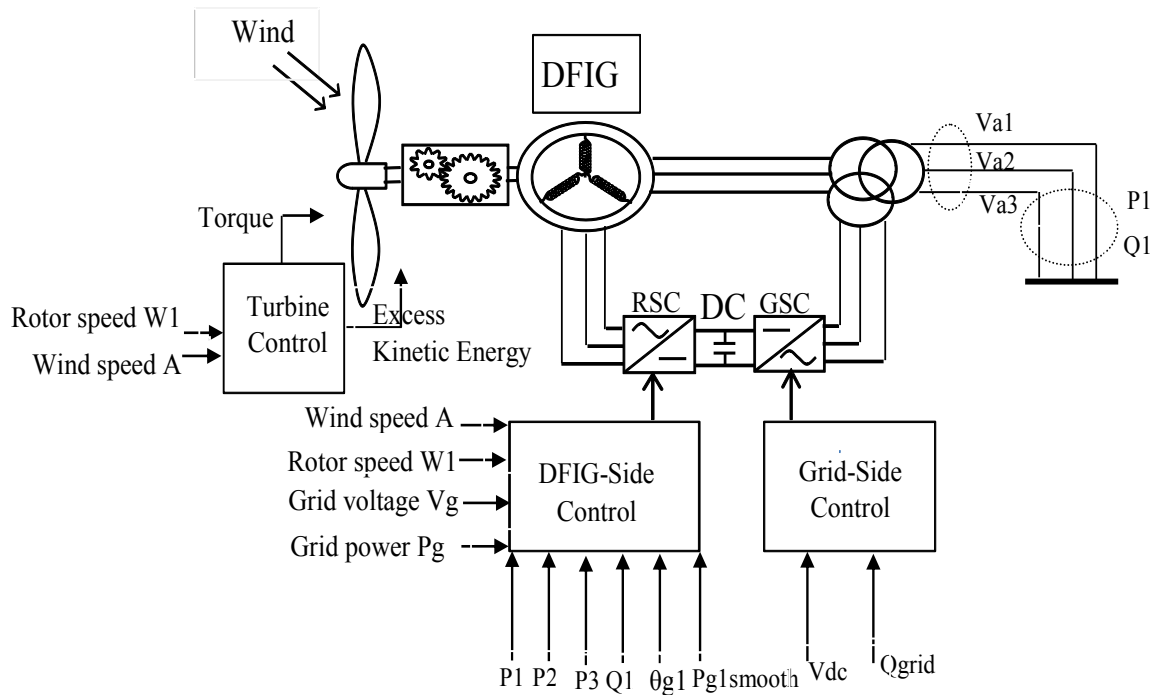 Wind
DFIG
Va1
Va2
Va3
P1
Q1
Torque
Turbine
Control
Rotor speed W1
Wind speed A
Excess
Kinetic Energy
RSC
DC
GSC
Wind speed A
Rotor speed W1
Grid voltage Vg
Grid power Pg
DFIG-Side
Control
Grid-Side
Control
P1
P2
P3
Q1
θg1
Pg1smooth
Vdc
Qgrid